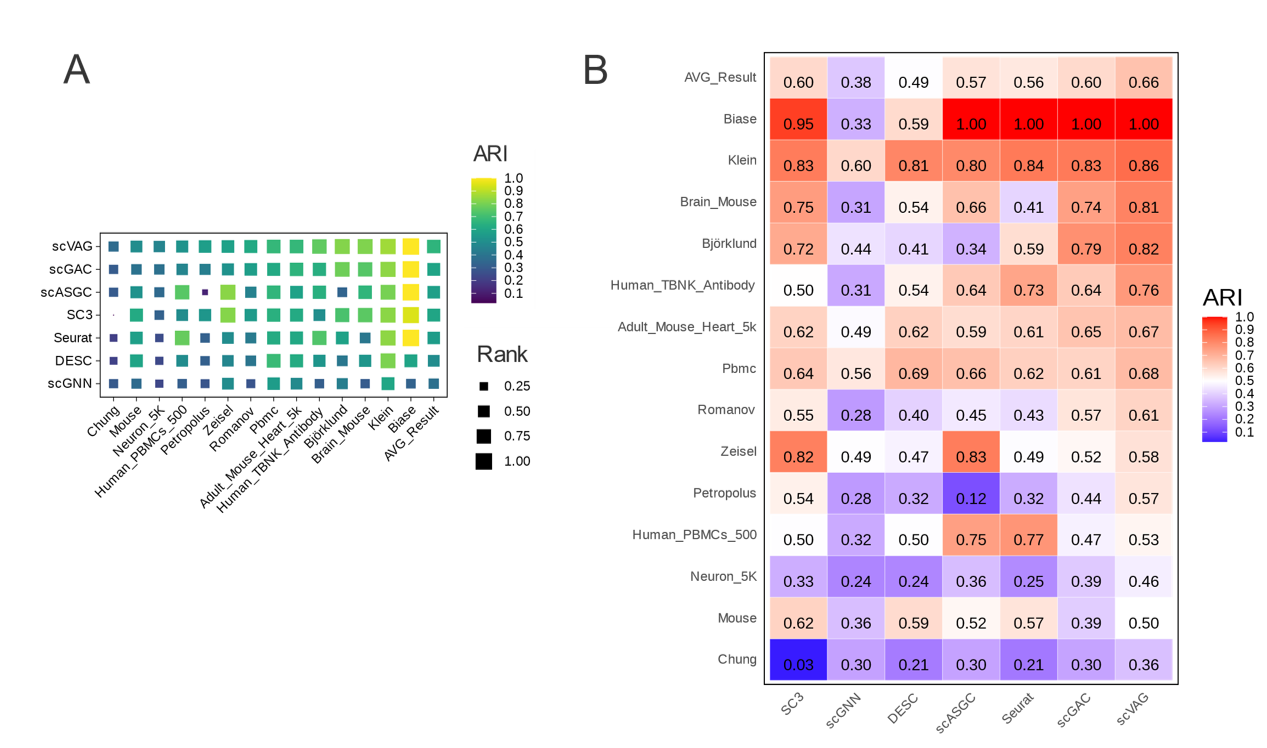 A
ARI
1.0
0.9
0.8
0.7
0.6
0.5
0.4
0.3
0.2
0.1
scVAG
scGAC
scASGC
SC3
Seurat
DESC
scGNN
Rank
0.25
0.50
0.75
1.00
Chung
Mouse
Neuron_5K
Human_PBMCs_500
Petropolus
Zeisel
Romanov
Pbmc
Adult_Mouse_Heart_5k
Human_TBNK_Antibody
Björklund
Brain_Mouse
Klein
Biase
AVG_Result
B
AVG_Result 0.60 0.38 0.49 0.57 0.56 0.60 0.66
Biase 0.95 0.33 0.59 1.00 1.00 1.00 1.00
Klein 0.83 0.60 0.81 0.80 0.84 0.83 0.86
Brain_Mouse 0.75 0.31 0.54 0.66 0.41 0.74 0.81
Björklund 0.72 0.44 0.41 0.34 0.59 0.79 0.82
Human_TBNK_Antibody 0.50 0.31 0.54 0.64 0.73 0.64 0.76
Adult_Mouse_Heart_5k 0.62 0.49 0.62 0.59 0.61 0.65 0.67
Pbmc 0.64 0.56 0.69 0.66 0.62 0.61 0.68
Romanov 0.55 0.28 0.40 0.45 0.43 0.57 0.61
Zeisel 0.82 0.49 0.47 0.83 0.49 0.52 0.58
Petropolus 0.54 0.28 0.32 0.12 0.32 0.44 0.57
Human_PBMCs_500 0.50 0.32 0.50 0.75 0.77 0.47 0.53
Neuron_5K 0.33 0.24 0.24 0.36 0.25 0.39 0.46
Mouse 0.62 0.36 0.59 0.52 0.57 0.39 0.50
Chung 0.03 0.30 0.21 0.30 0.21 0.30 0.36
SC3 scGNN DESC scASGC Seurat scGAC scVAG
ARI
1.0
0.9
0.8
0.7
0.6
0.5
0.4
0.3
0.2
0.1